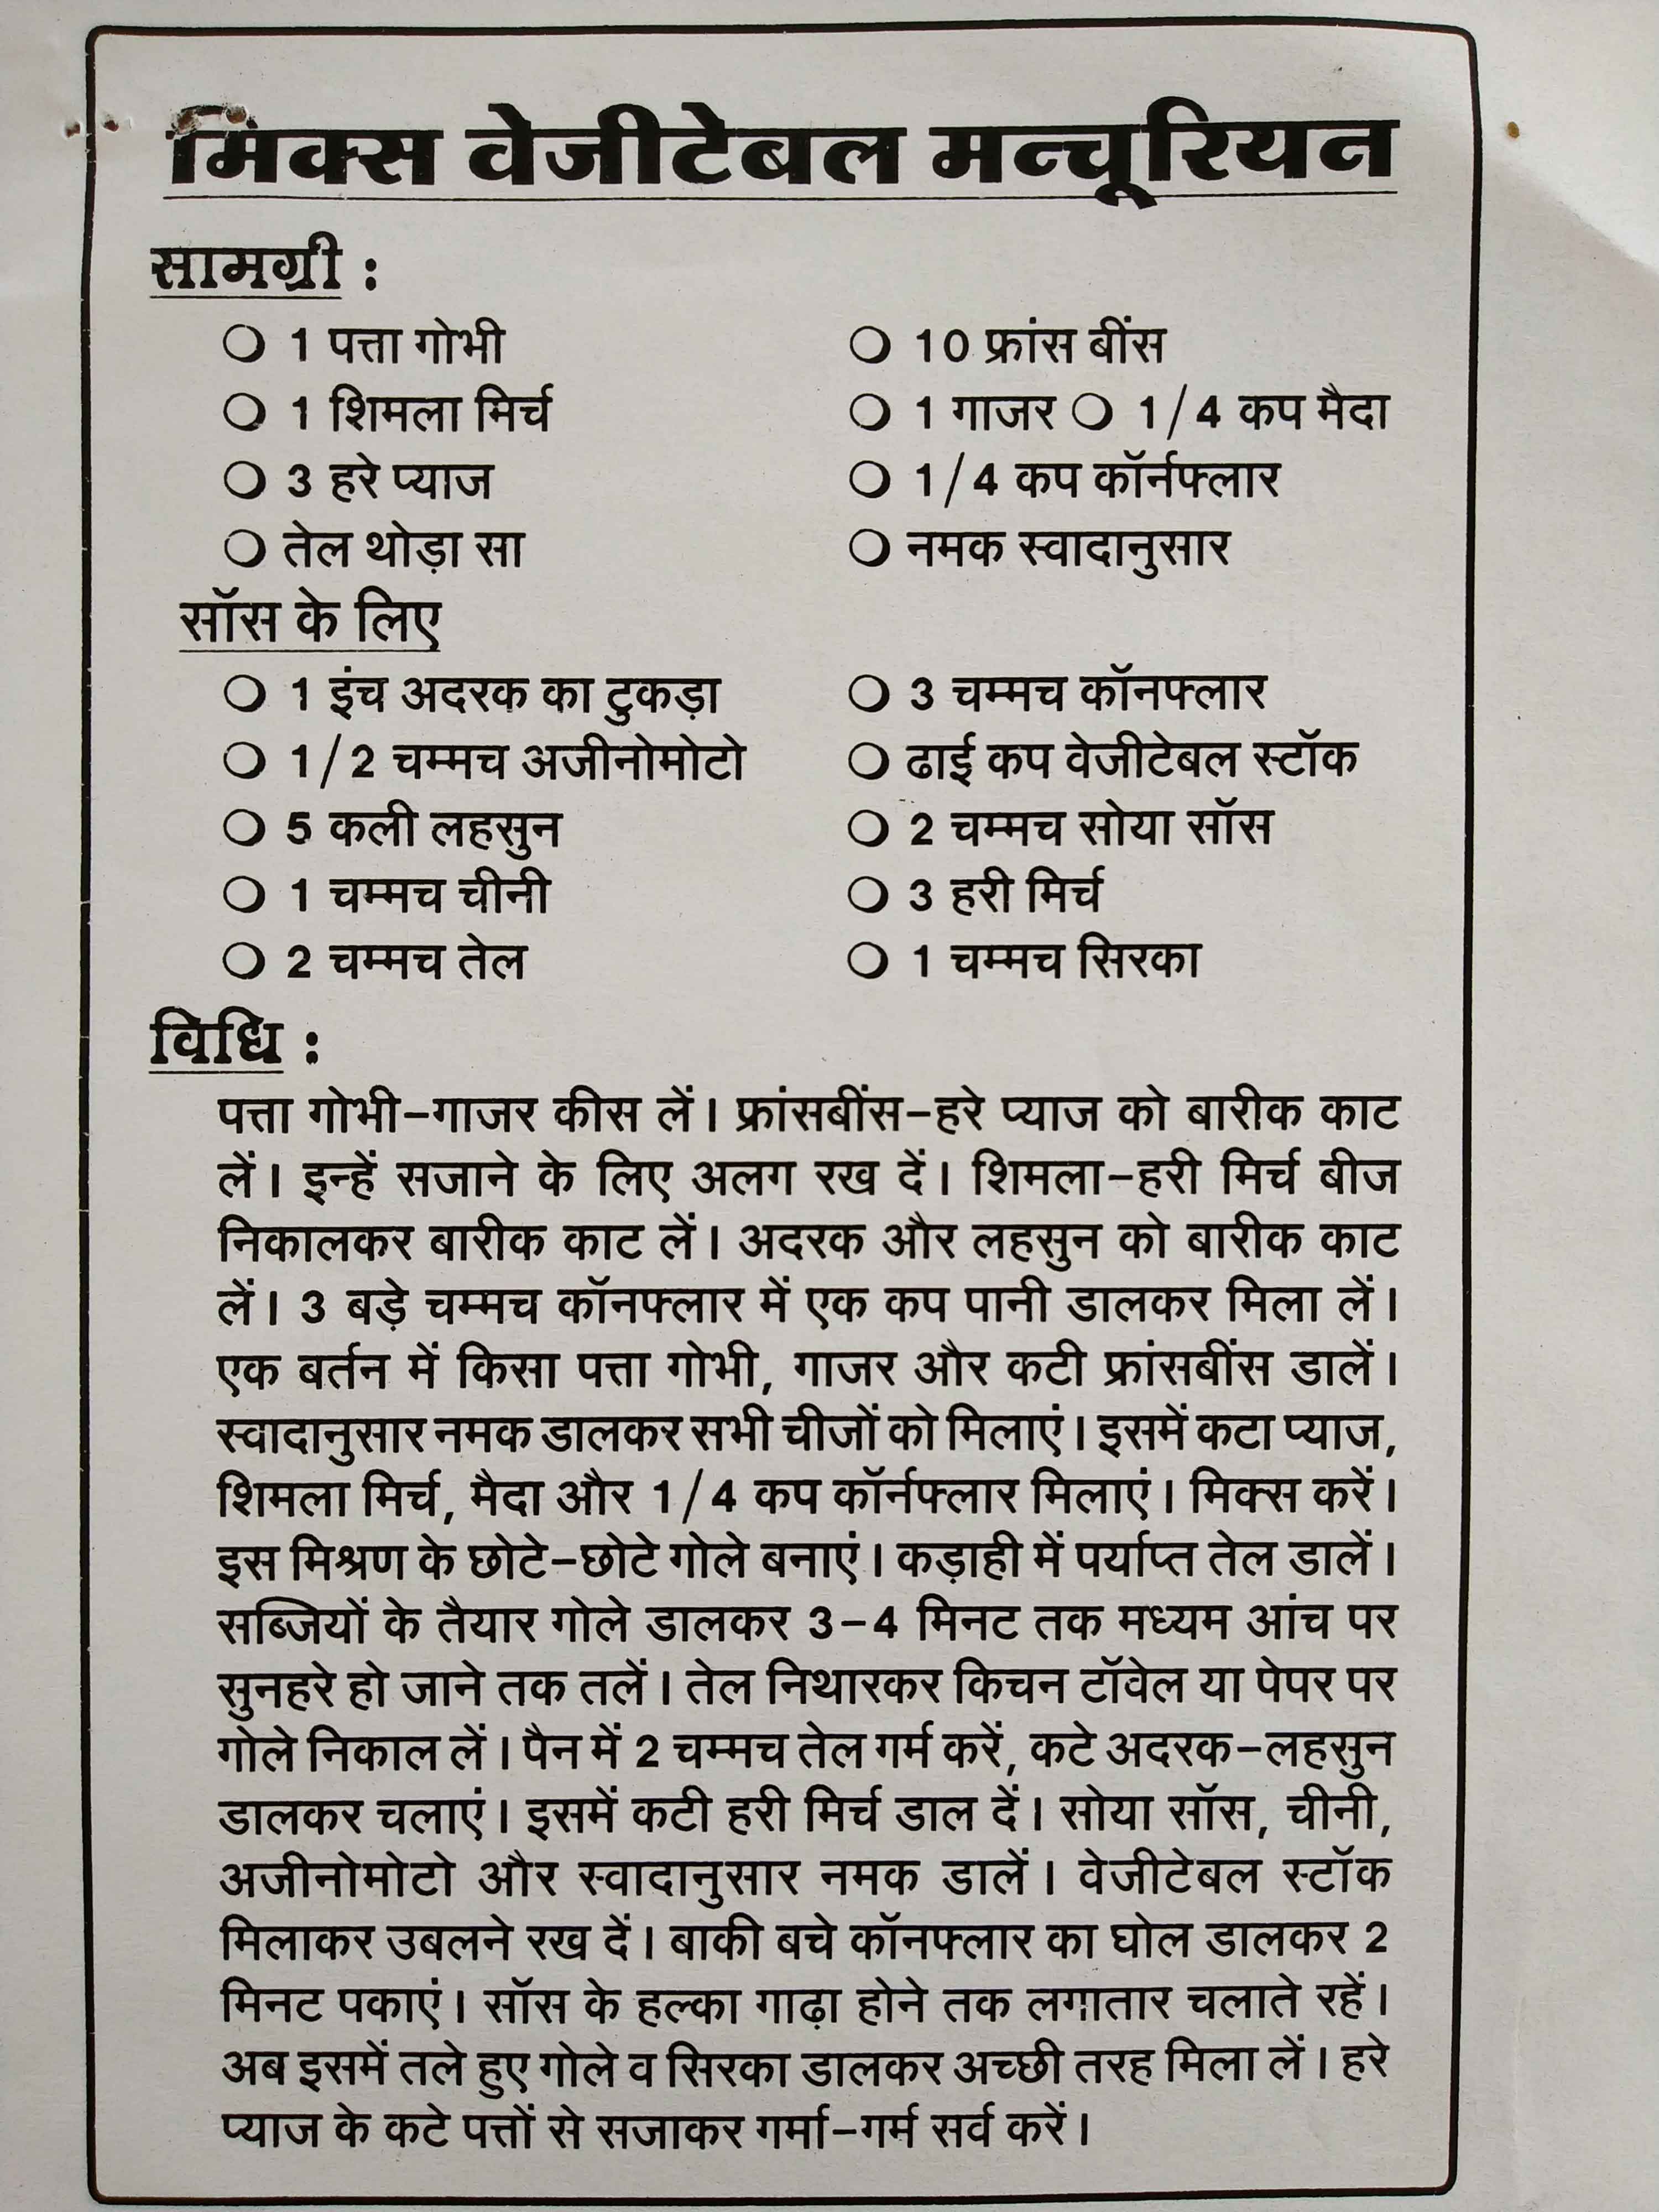 मिक्स वेजीटेबल मन्चूरियन
सामग्री :
○ 1 पत्ता गोभी ○ 10 फ्रांस बींस
○ 1 शिमला मिर्च ○ 1 गाजर ○ 1/4 कप मैदा
○ 3 हरे प्याज ○ 1/4 कप कॉर्नफ्लार
○ तेल थोड़ा सा ○ नमक स्वादानुसार
सॉस के लिए
○ 1 इंच अदरक का टुकड़ा ○ 3 चम्मच कॉनफ्लार
○ 1/2 चम्मच अजीनोमोटो ○ ढाई कप वेजीटेबल स्टॉक
○ 5 कली लहसुन ○ 2 चम्मच सोया सॉस
○ 1 चम्मच चीनी ○ 3 हरी मिर्च
○ 2 चम्मच तेल ○ 1 चम्मच सिरका
विधि :
पत्ता गोभी-गाजर कीस लें। फ्रांसबींस-हरे प्याज को बारीक काट
लें। इन्हें सजाने के लिए अलग रख दें। शिमला-हरी मिर्च बीज
निकालकर बारीक काट लें। अदरक और लहसुन को बारीक काट
लें। 3 बड़े चम्मच कॉनफ्लार में एक कप पानी डालकर मिला लें।
एक बर्तन में किसा पत्ता गोभी, गाजर और कटी फ्रांसबींस डालें।
स्वादानुसार नमक डालकर सभी चीजों को मिलाएं। इसमें कटा प्याज,
शिमला मिर्च, मैदा और 1/4 कप कॉर्नफ्लार मिलाएं। मिक्स करें।
इस मिश्रण के छोटे-छोटे गोले बनाएं। कड़ाही में पर्याप्त तेल डालें।
सब्जियों के तैयार गोले डालकर 3-4 मिनट तक मध्यम आंच पर
सुनहरे हो जाने तक तलें। तेल निथारकर किचन टॉवेल या पेपर पर
गोले निकाल लें। पैन में 2 चम्मच तेल गर्म करें, कटे अदरक-लहसुन
डालकर चलाएं। इसमें कटी हरी मिर्च डाल दें। सोया सॉस, चीनी,
अजीनोमोटो और स्वादानुसार नमक डालें। वेजीटेबल स्टॉक
मिलाकर उबलने रख दें। बाकी बचे कॉनफ्लार का घोल डालकर 2
मिनट पकाएं। सॉस के हल्का गाढ़ा होने तक लगातार चलाते रहें।
अब इसमें तले हुए गोले व सिरका डालकर अच्छी तरह मिला लें। हरे
प्याज के कटे पत्तों से सजाकर गर्मा-गर्म सर्व करें।